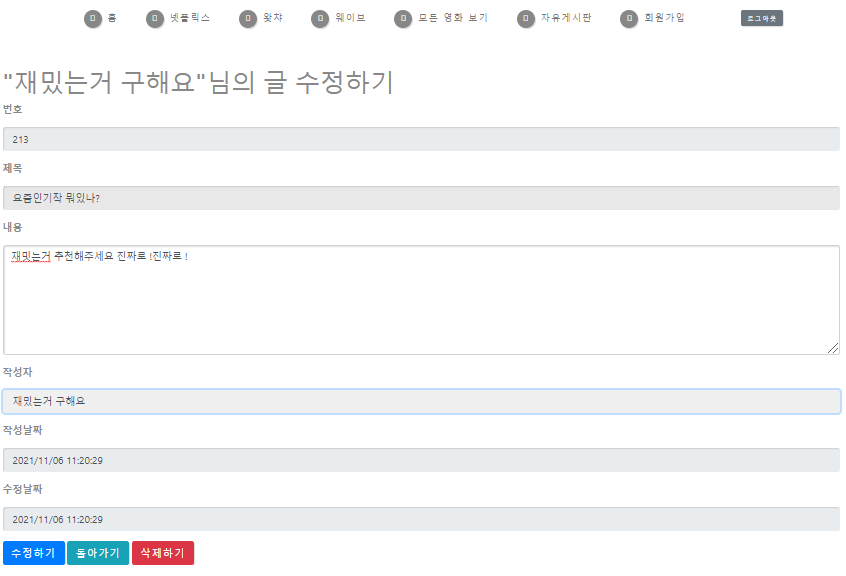 홈 넷플릭스 왓챠 웨이브 모든 영화 보기 자유게시판 회원가입 로그아웃
"재밌는거 구해요"님의 글 수정하기
번호
213
제목
요즘인기작 뭐있나?
내용
재밋는거 추천해주세요 진짜로 !진짜로 !
작성자
재밌는거 구해요
작성날짜
2021/11/06 11:20:29
수정날짜
2021/11/06 11:20:29
수정하기 돌아가기 삭제하기